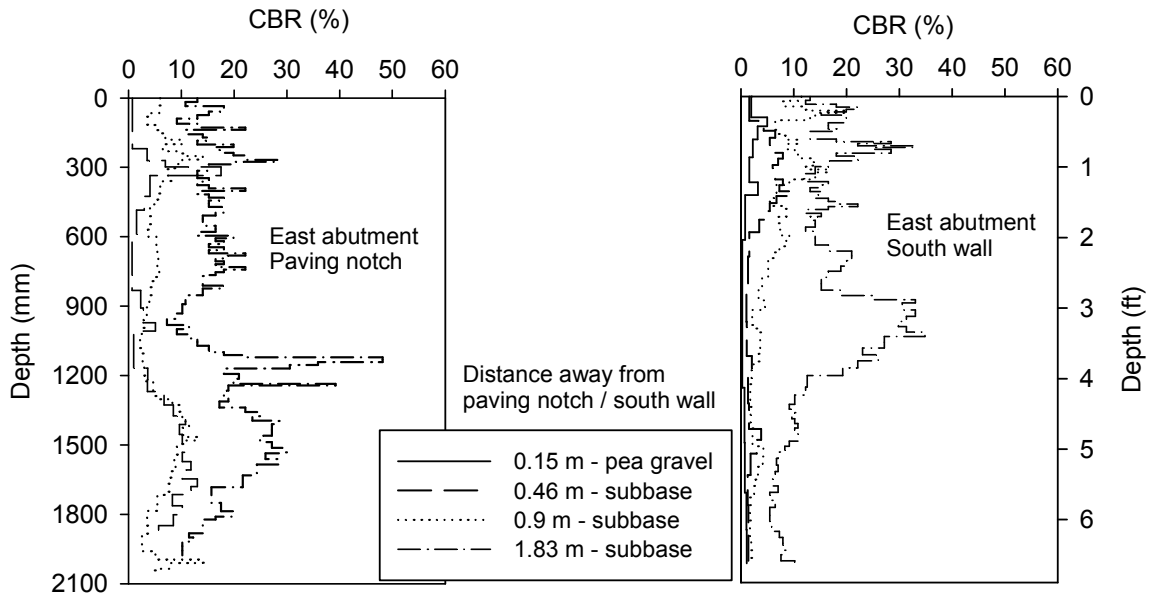 CBR (%)
0 10 20 30 40 50 60
Depth (mm)
0
300
600
900
1200
1500
1800
2100
East abutment
Paving notch
CBR (%)
0 10 20 30 40 50 60
East abutment
South wall
0
1
2
3
4
5
6
Depth (ft)
Distance away from
paving notch / south wall
0.15 m - pea gravel
0.46 m - subbase
0.9 m - subbase
1.83 m - subbase